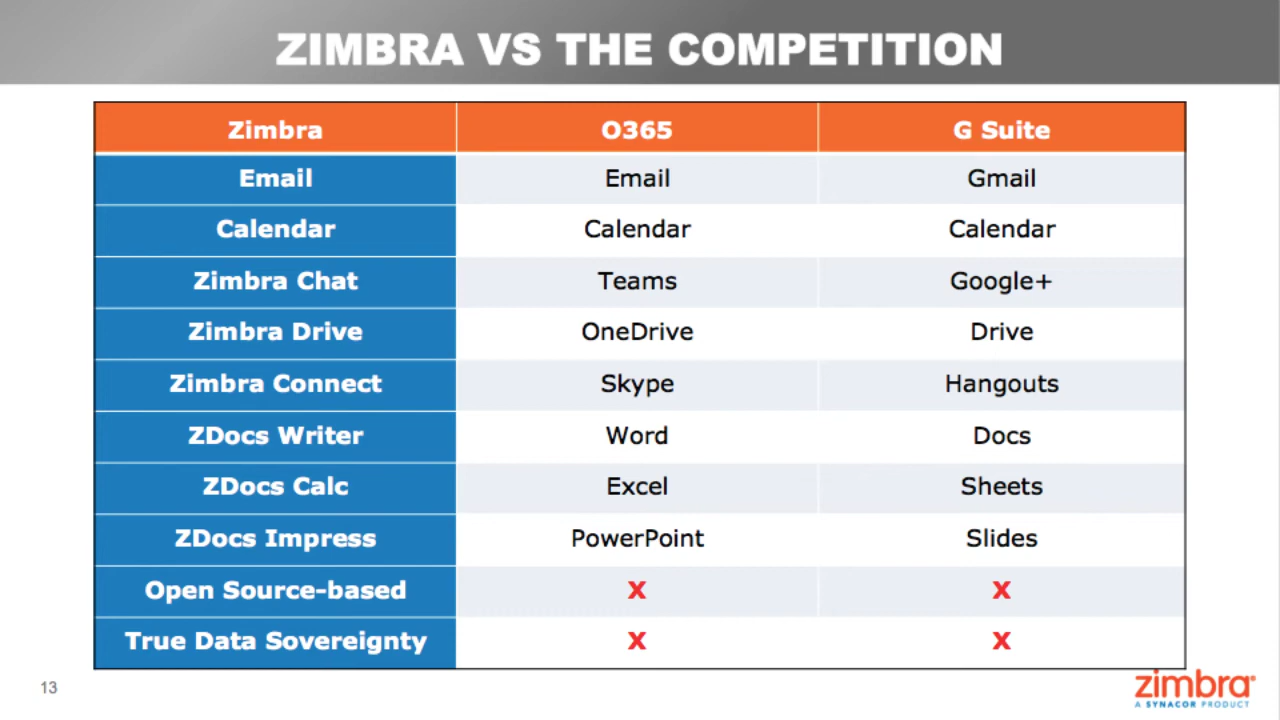 ZIMBRA VS THE COMPETITION
Zimbra O365 G Suite
Email Email Gmail
Calendar Calendar Calendar
Zimbra Chat Teams Google+
Zimbra Drive OneDrive Drive
Zimbra Connect Skype Hangouts
ZDocs Writer Word Docs
ZDocs Calc Excel Sheets
ZDocs Impress PowerPoint Slides
Open Source-based X X
True Data Sovereignty X X
13
zimbra®
A SYNACOR PRODUCT